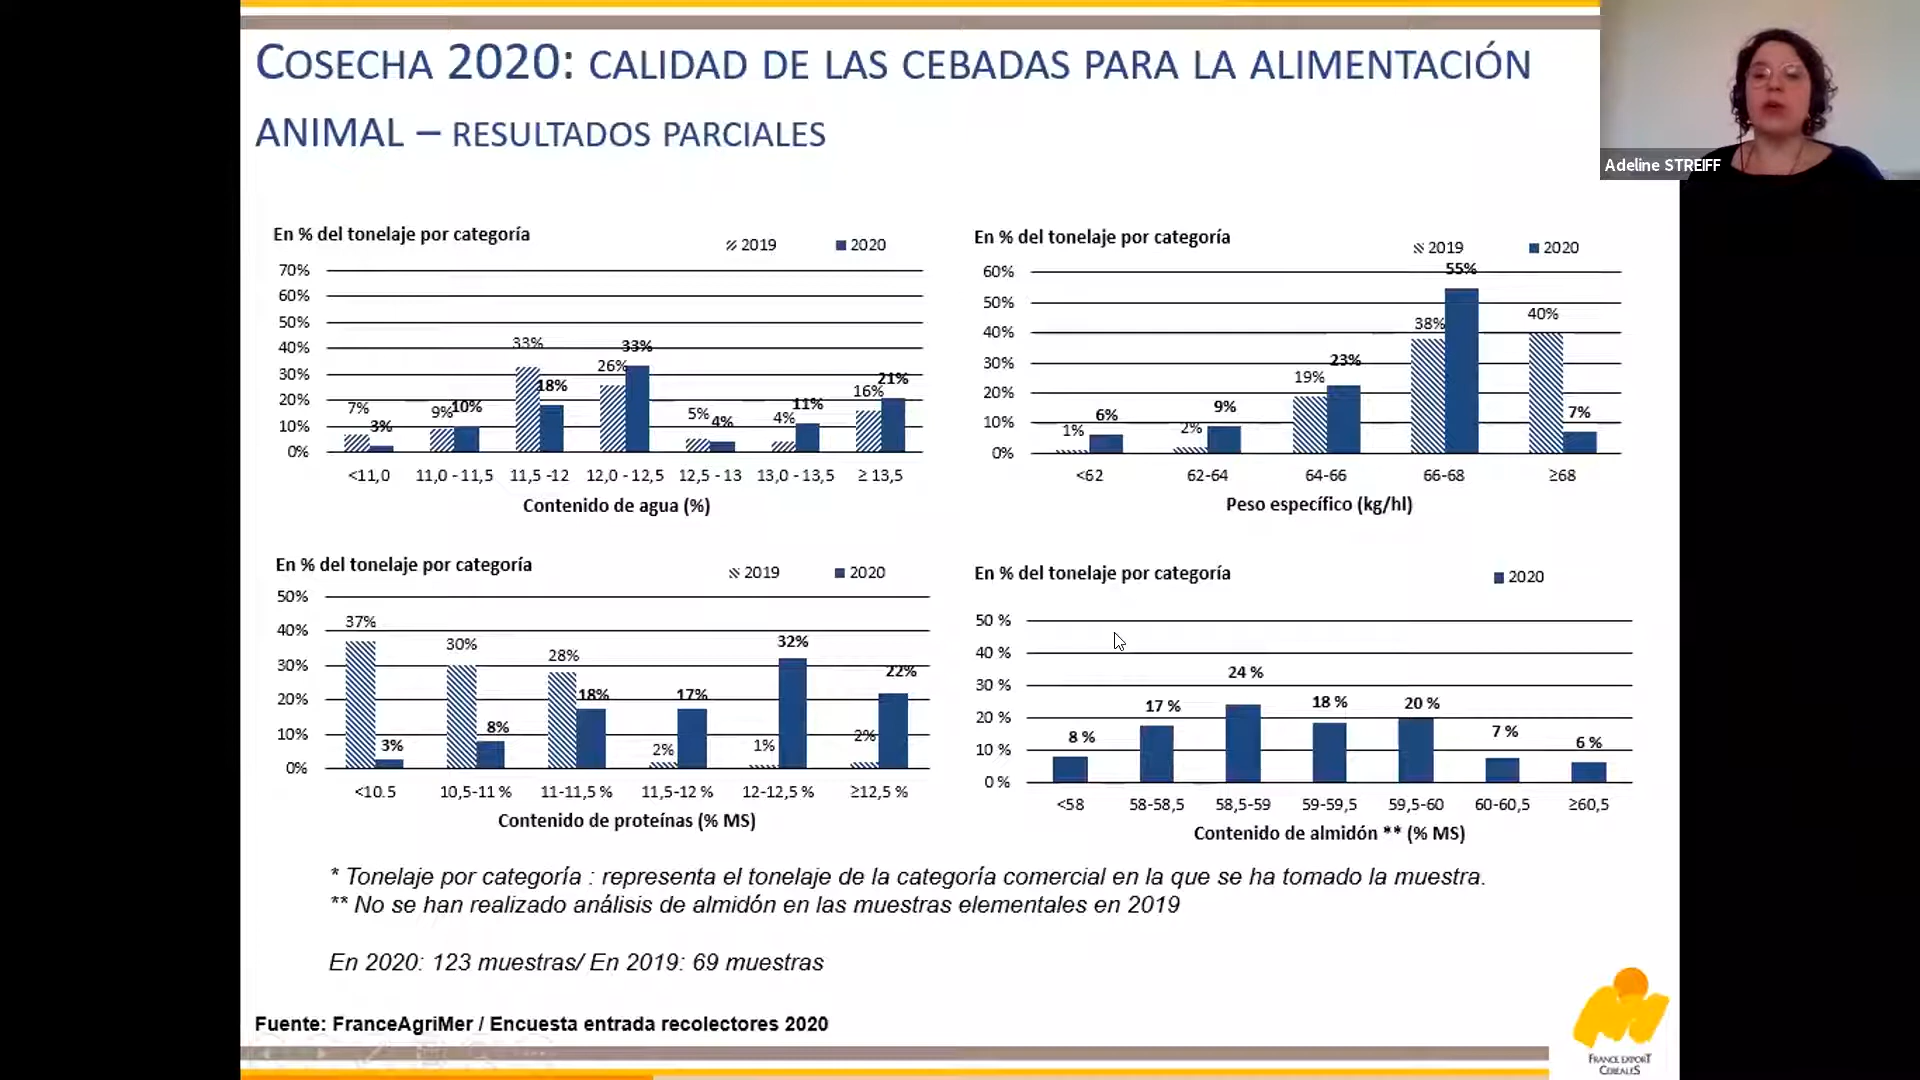 COSECHA 2020: CALIDAD DE LAS CEBADAS PARA LA ALIMENTACIÓN
ANIMAL – RESULTADOS PARCIALES
Adeline STREIFF
En % del tonelaje por categoría
2019 2020
70%
60%
50%
40%
30%
20%
10%
0%
7% 3% 9% 10% 33% 18% 26% 33% 5% 4% 4% 11% 16% 21%
<11,0 11,0 -11,5 11,5 -12 12,0 -12,5 12,5 -13 13,0 -13,5 ≥ 13,5
Contenido de agua (%)
En % del tonelaje por categoría
2019 2020
60%
50%
40%
30%
20%
10%
0%
1% 6% 2% 9% 19% 23% 38% 55% 40% 7%
<62 62-64 64-66 66-68 ≥68
Peso específico (kg/hl)
En % del tonelaje por categoría
2019 2020
50%
40%
30%
20%
10%
0%
37% 3% 30% 8% 28% 18% 2% 17% 1% 32% 2% 22%
<10.5 10,5-11 % 11-11,5 % 11,5-12 % 12-12,5 % ≥12,5 %
Contenido de proteínas (% MS)
En % del tonelaje por categoría
2020
50 %
40 %
30 %
20 %
10 %
0 %
8 % 17 % 24 % 18 % 20 % 7 % 6 %
<58 58-58,5 58,5-59 59-59,5 59,5-60 60-60,5 ≥60,5
Contenido de almidón ** (% MS)
* Tonelaje por categoría : representa el tonelaje de la categoría comercial en la que se ha tomado la muestra.
** No se han realizado análisis de almidón en las muestras elementales en 2019
En 2020: 123 muestras/ En 2019: 69 muestras
Fuente: FranceAgriMer / Encuesta entrada recolectores 2020
FRANCE EXPORT
CEREALES